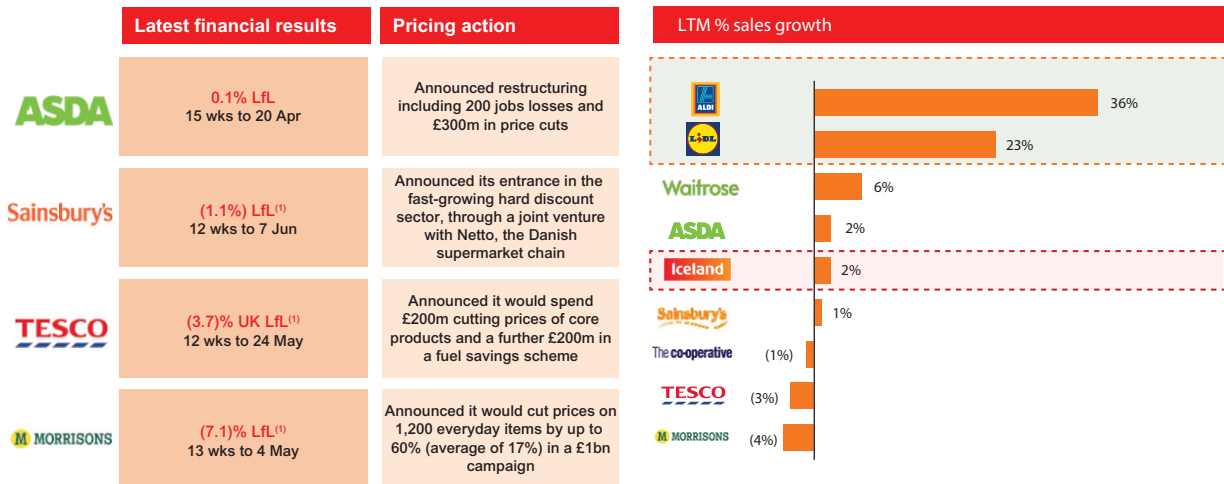 Latest financial results
Pricing action
ASDA
0.1% LfL
15 wks to 20 Apr
Announced restructuring
including 200 jobs losses and
£300m in price cuts
Sainsbury's
(1.1%) LfL(1)
12 wks to 7 Jun
Announced its entrance in the
fast-growing hard discount
sector, through a joint venture
with Netto, the Danish
supermarket chain
TESCO
(3.7)% UK LfL(1)
12 wks to 24 May
Announced it would spend
£200m cutting prices of core
products and a further £200m in
a fuel savings scheme
M MORRISONS
(7.1)% LfL(1)
13 wks to 4 May
Announced it would cut prices on
1,200 everyday items by up to
60% (average of 17%) in a £1bn
campaign
LTM % sales growth
ALDI
36%
LIDL
23%
Waitrose
6%
ASDA
2%
Iceland
2%
Sainsbury's
1%
The co-operative
(1%)
TESCO
(3%)
M MORRISONS
(4%)